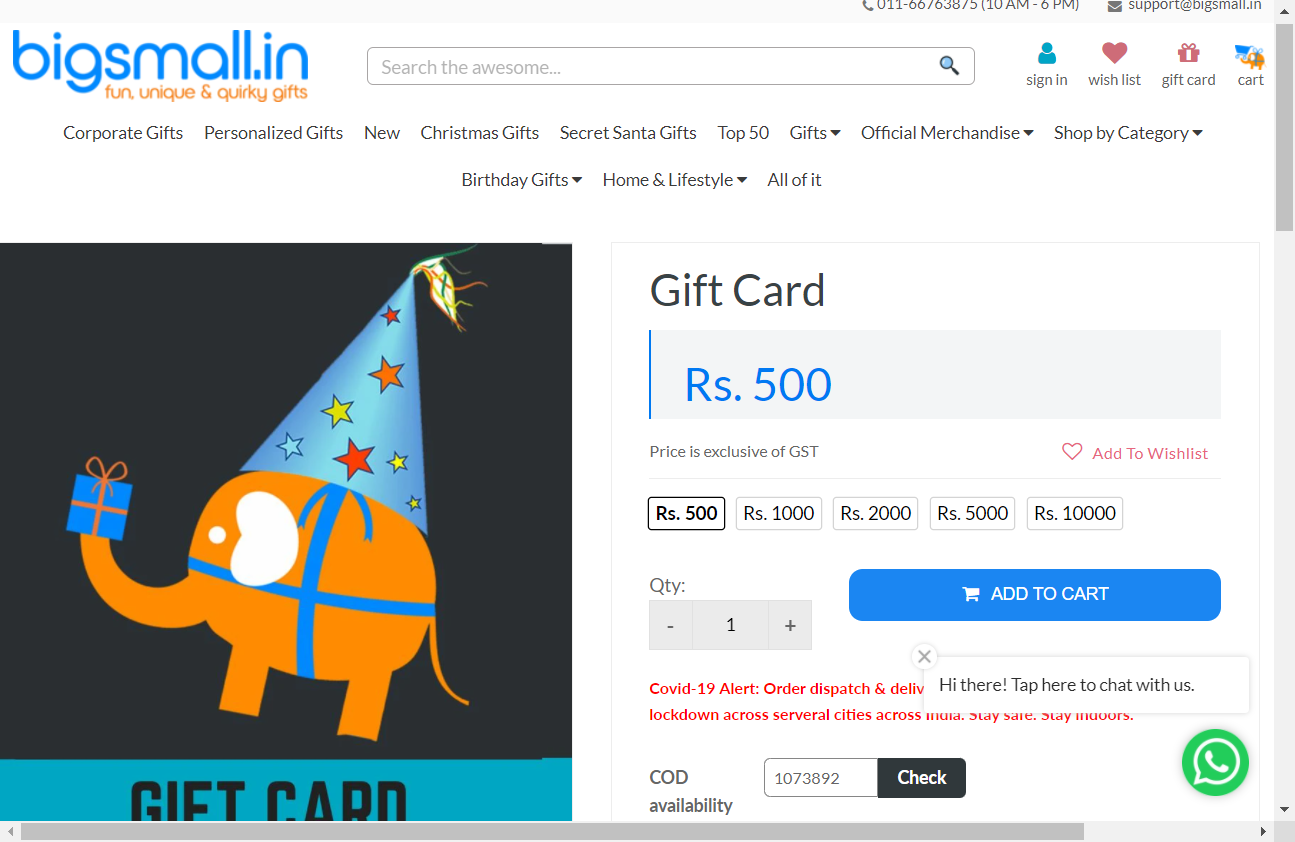 011-66763875 (10 AM - 6 PM) support@bigsmall.in
bigsmall.in
fun, unique & quirky gifts
Search the awesome...
sign in wish list gift card cart
Corporate Gifts Personalized Gifts New Christmas Gifts Secret Santa Gifts Top 50 Gifts Official Merchandise Shop by Category
Birthday Gifts Home & Lifestyle All of it
Gift Card
Rs. 500
Price is exclusive of GST
Add To Wishlist
Rs. 500 Rs. 1000 Rs. 2000 Rs. 5000 Rs. 10000
Qty:
- 1 +
ADD TO CART
Covid-19 Alert: Order dispatch & deliv
Hi there! Tap here to chat with us.
lockdown across serveral cities across India. Stay safe. Stay indoors.
COD
availability
1073892
Check
GIFT CARD